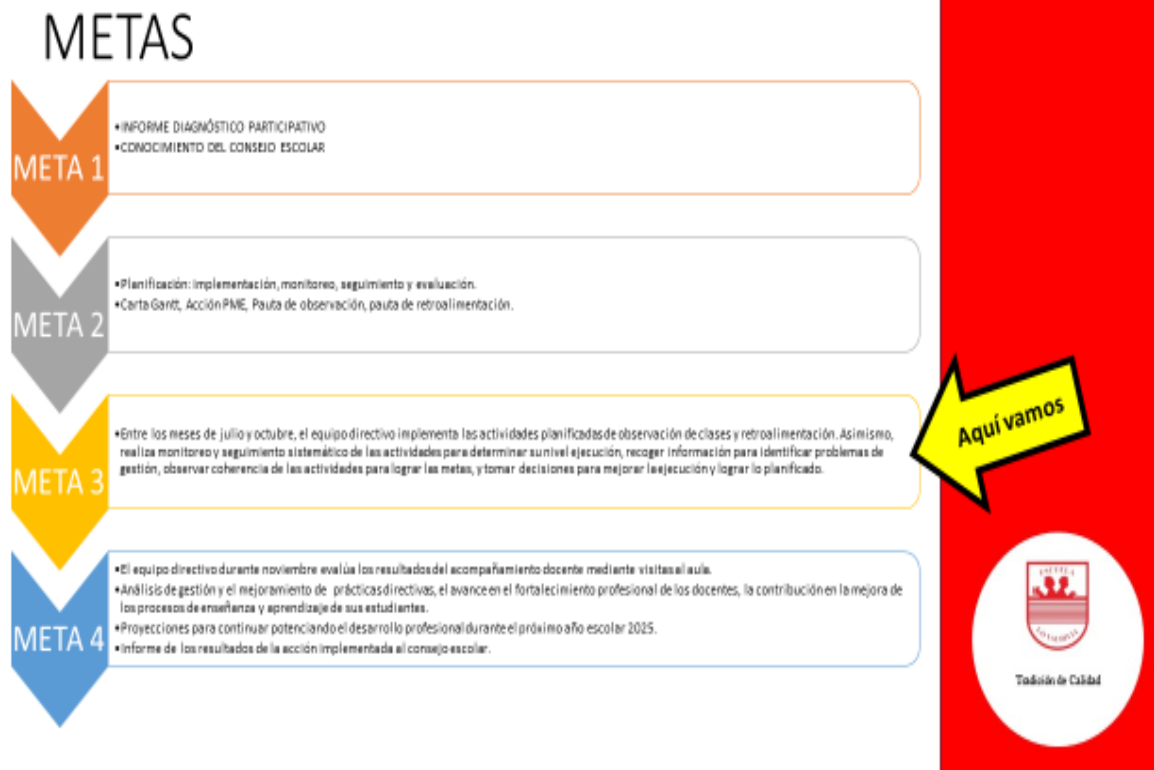 METAS
META 1
•INFORME DIAGNÓSTICO PARTICIPATIVO
•CONOCIMIENTO DEL CONSEJO ESCOLAR
META 2
•Planificación: implementación, monitoreo, seguimiento y evaluación.
•Carta Gantt, Acción PME, Pauta de observación, pauta de retroalimentación.
META 3
•Entre los meses de julio y octubre, el equipo directivo implementa las actividades planificadas de observación de clases y retroalimentación. Asimismo,
realiza monitoreo y seguimiento sistemático de las actividades para determinar su nivel ejecución, recoger información para identificar problemas de
gestión, observar coherencia de las actividades para lograr las metas, y tomar decisiones para mejorar la ejecución y lograr lo planificado.
Aquí vamos
META 4
•El equipo directivo durante noviembre evalúa los resultados del acompañamiento docente mediante visitas al aula.
•Análisis de gestión y el mejoramiento de prácticas directivas, el avance en el fortalecimiento profesional de los docentes, la contribución en la mejora de
los procesos de enseñanza y aprendizaje de sus estudiantes.
•Proyecciones para continuar potenciando el desarrollo profesional durante el próximo año escolar 2025.
•Informe de los resultados de la acción implementada al consejo escolar.
ESCUELA
Tradición de Calidad